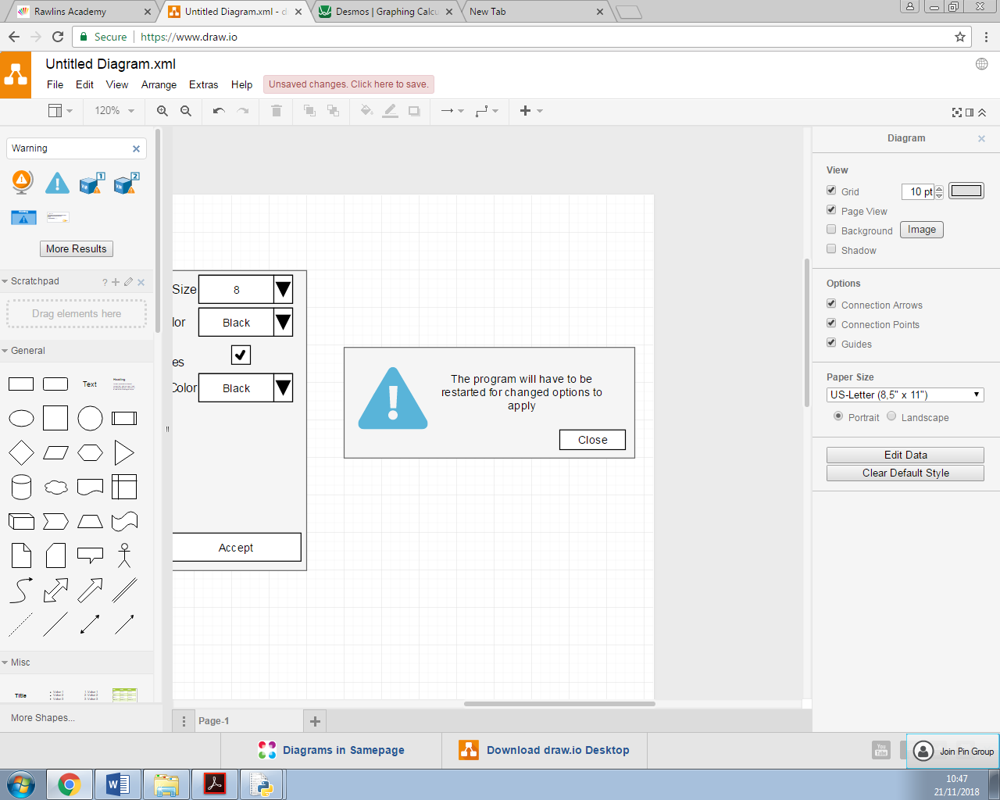 Rawlins Academy
Untitled Diagram.xml - d
Desmos | Graphing Calcu
New Tab
Secure
https://www.draw.io
Untitled Diagram.xml
File Edit View Arrange Extras Help
Unsaved changes. Click here to save.
120%
Warning
More Results
Scratchpad
?
Drag elements here
General
Text
Heading
Misc
Title
More Shapes...
Size
8
lor
Black
es
Color
Black
Accept
The program will have to be
restarted for changed options to
apply
Close
Diagram
View
Grid
10 pt
Page View
Background
Image
Shadow
Options
Connection Arrows
Connection Points
Guides
Paper Size
US-Letter (8,5" x 11")
Portrait
Landscape
Edit Data
Clear Default Style
Page-1
Diagrams in Samepage
Download draw.io Desktop
You
Tube
Join Pin Group
10:47
21/11/2018